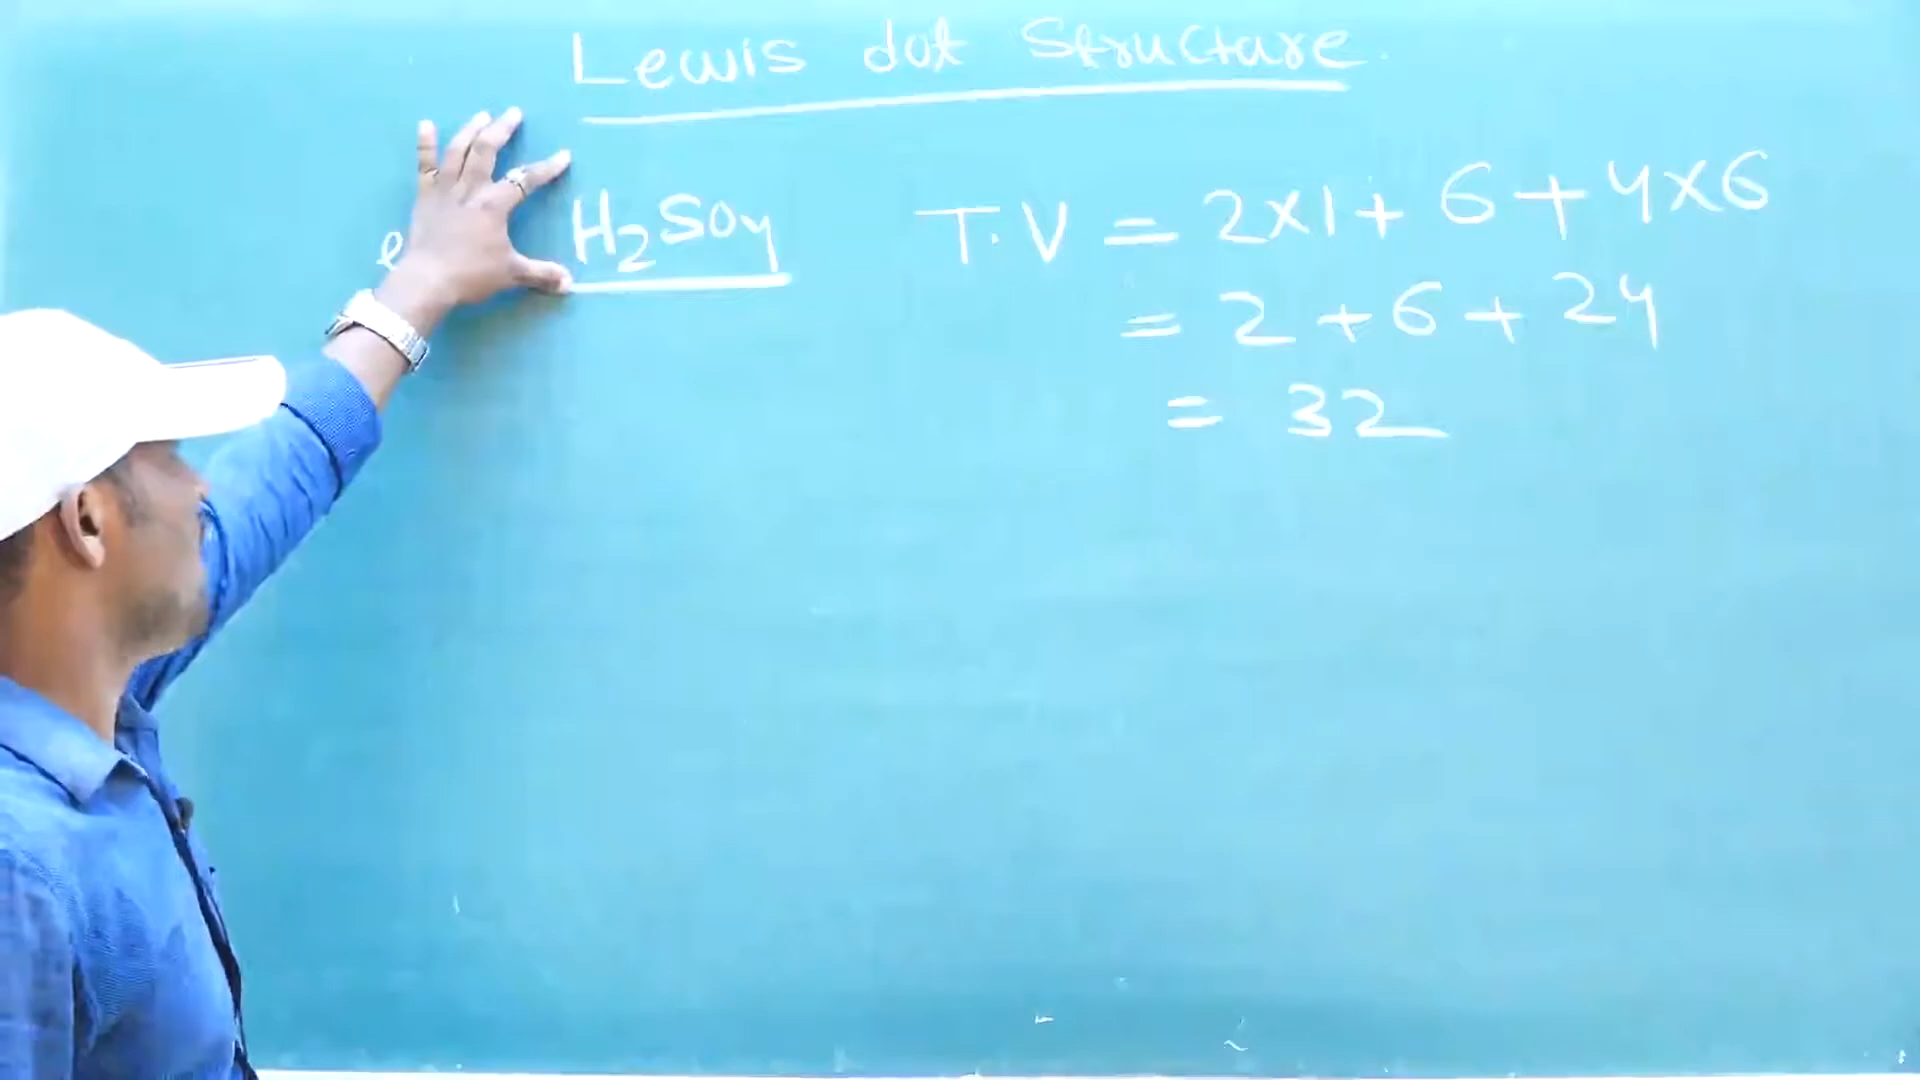 Lewis dot Structure.
H₂SO₄ T.V = 2×1 + 6 + 4×6
= 2 + 6 + 24
= 32